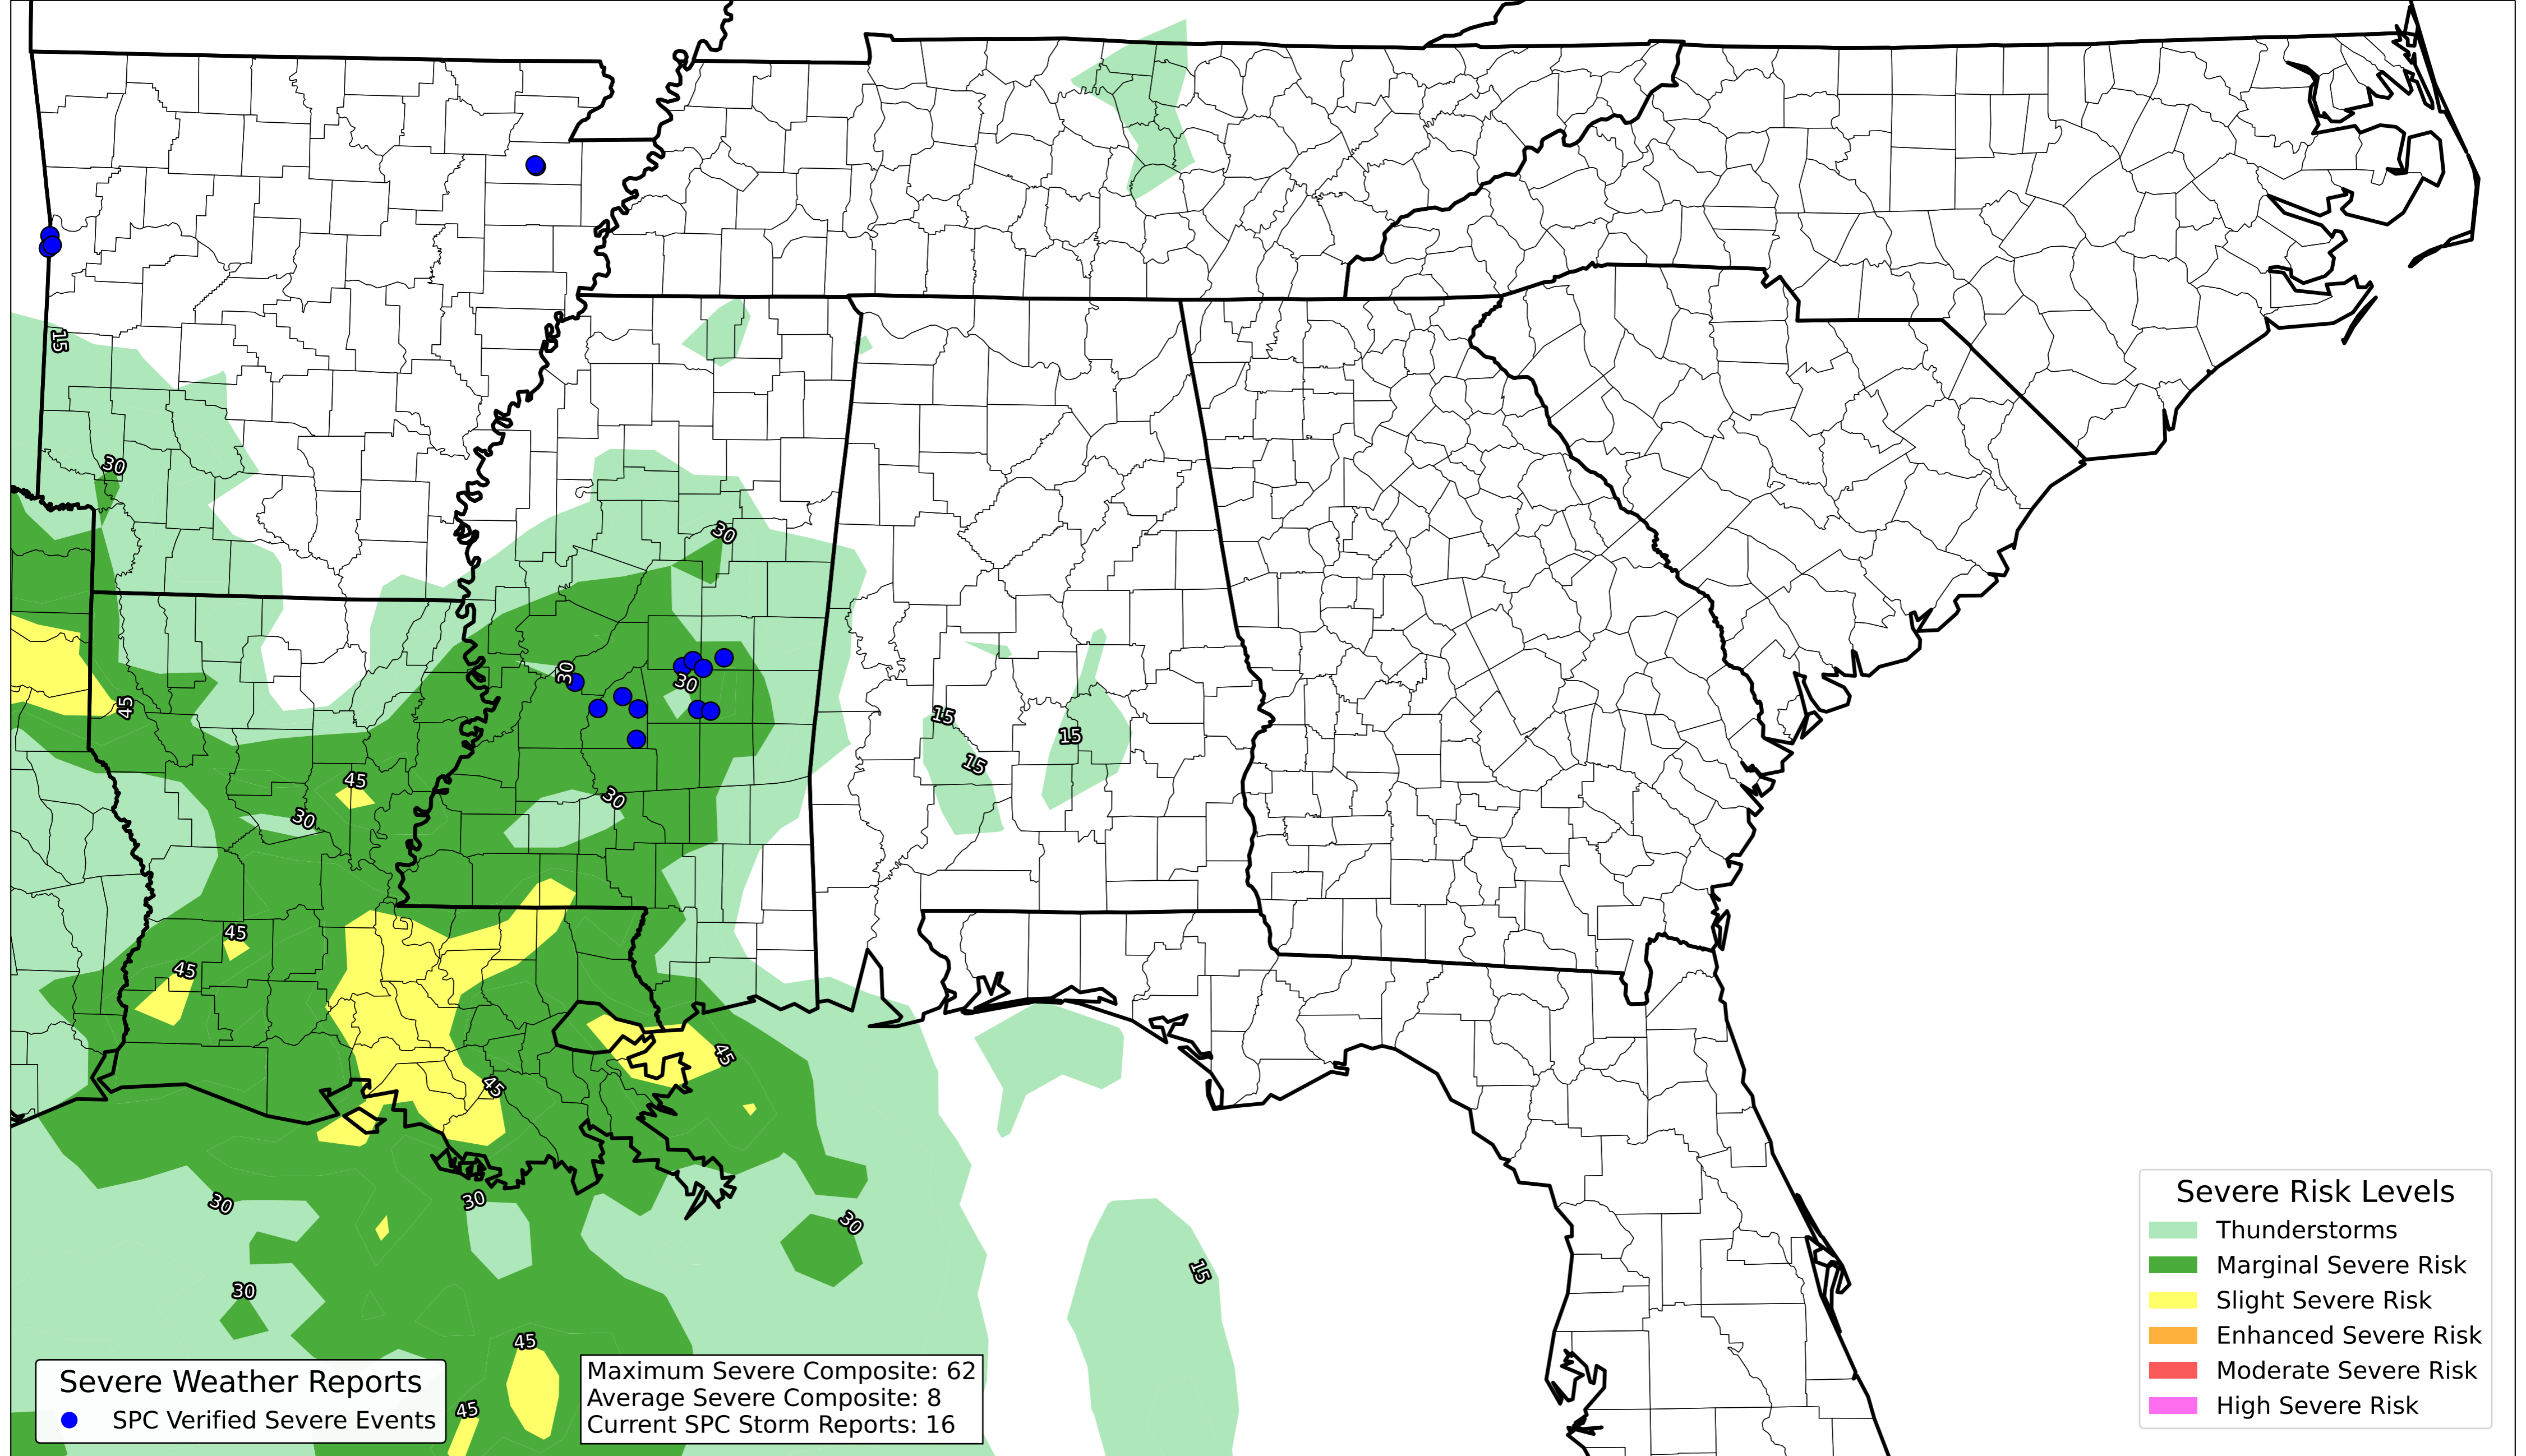 15
30
30
30
30
45
15
15
15
45
30
30
45
45
45
45
30
30
30
15
30
45
45
Severe Weather Reports
SPC Verified Severe Events
Maximum Severe Composite: 62
Average Severe Composite: 8
Current SPC Storm Reports: 16
Severe Risk Levels
Thunderstorms
Marginal Severe Risk
Slight Severe Risk
Enhanced Severe Risk
Moderate Severe Risk
High Severe Risk